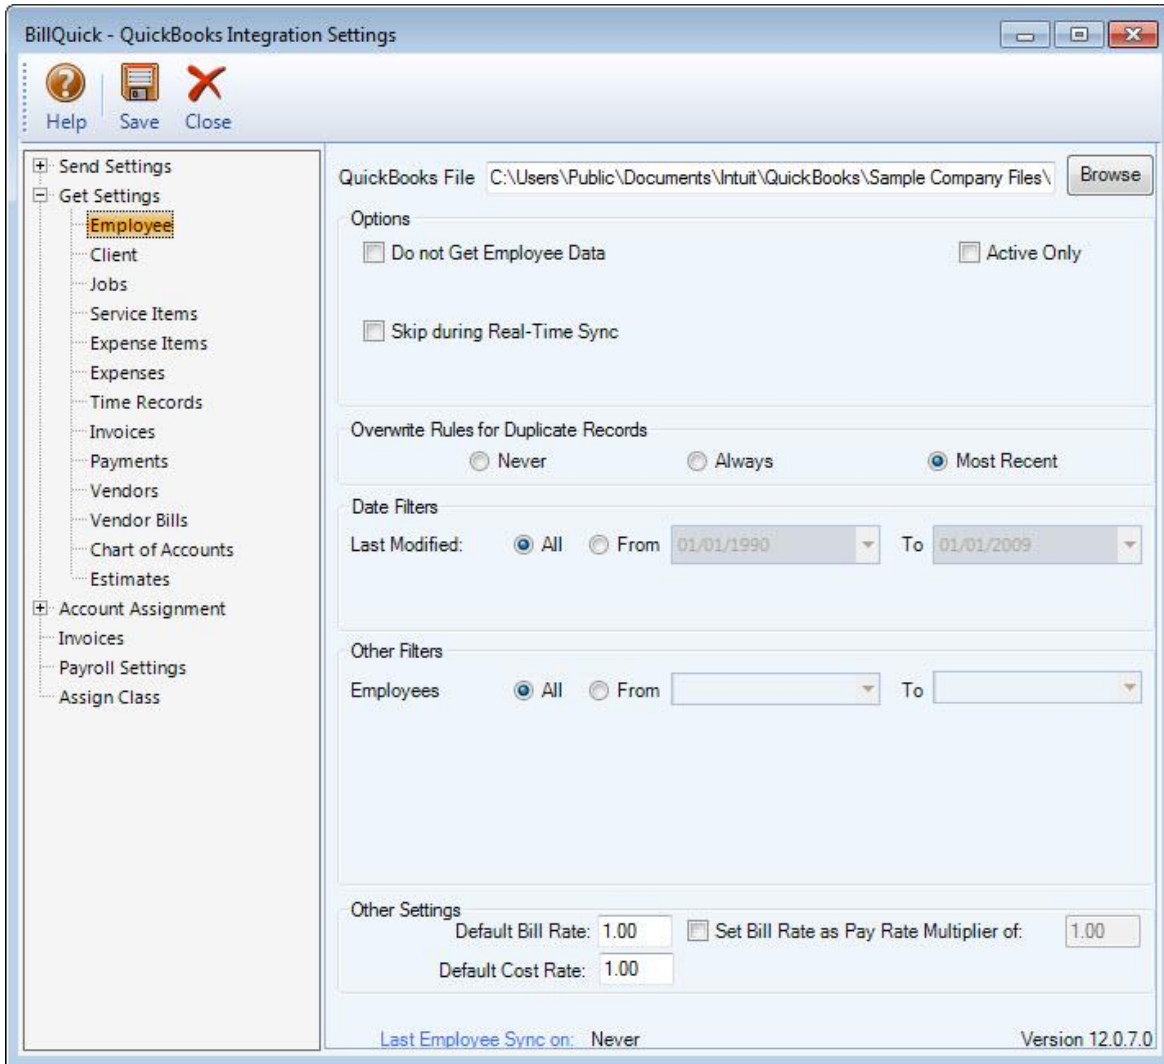 BillQuick - QuickBooks Integration Settings
Help Save Close
Send Settings
Get Settings
Employee
Client
Jobs
Service Items
Expense Items
Expenses
Time Records
Invoices
Payments
Vendors
Vendor Bills
Chart of Accounts
Estimates
Account Assignment
Invoices
Payroll Settings
Assign Class
QuickBooks File C:\Users\Public\Documents\Intuit\QuickBooks\Sample Company Files\ Browse
Options
Do not Get Employee Data Active Only
Skip during Real-Time Sync
Overwrite Rules for Duplicate Records
Never Always Most Recent
Date Filters
Last Modified: All From 01/01/1990 To 01/01/2009
Other Filters
Employees All From To
Other Settings
Default Bill Rate: 1.00 Set Bill Rate as Pay Rate Multiplier of: 1.00
Default Cost Rate: 1.00
Last Employee Sync on: Never Version 12.0.7.0